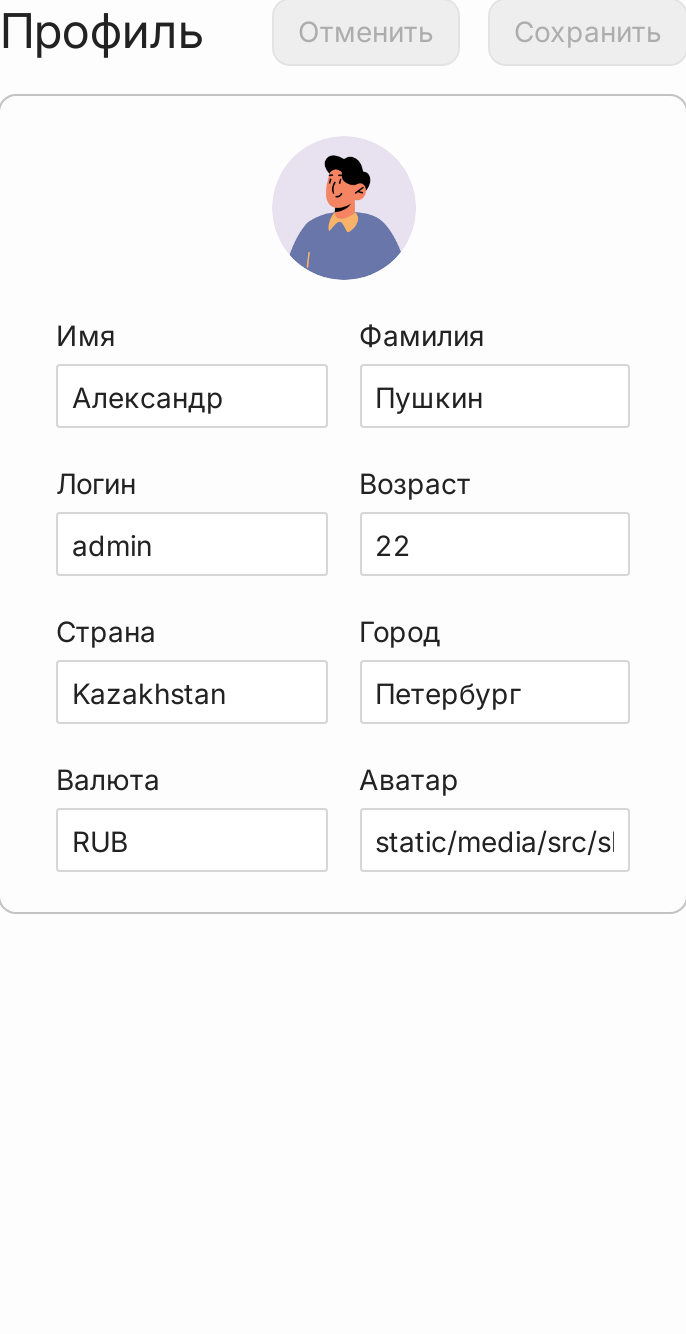 Профиль Отменить Сохранить
Имя Фамилия
Александр Пушкин
Логин Возраст
admin 22
Страна Город
Kazakhstan Петербург
Валюта Аватар
RUB static/media/src/s